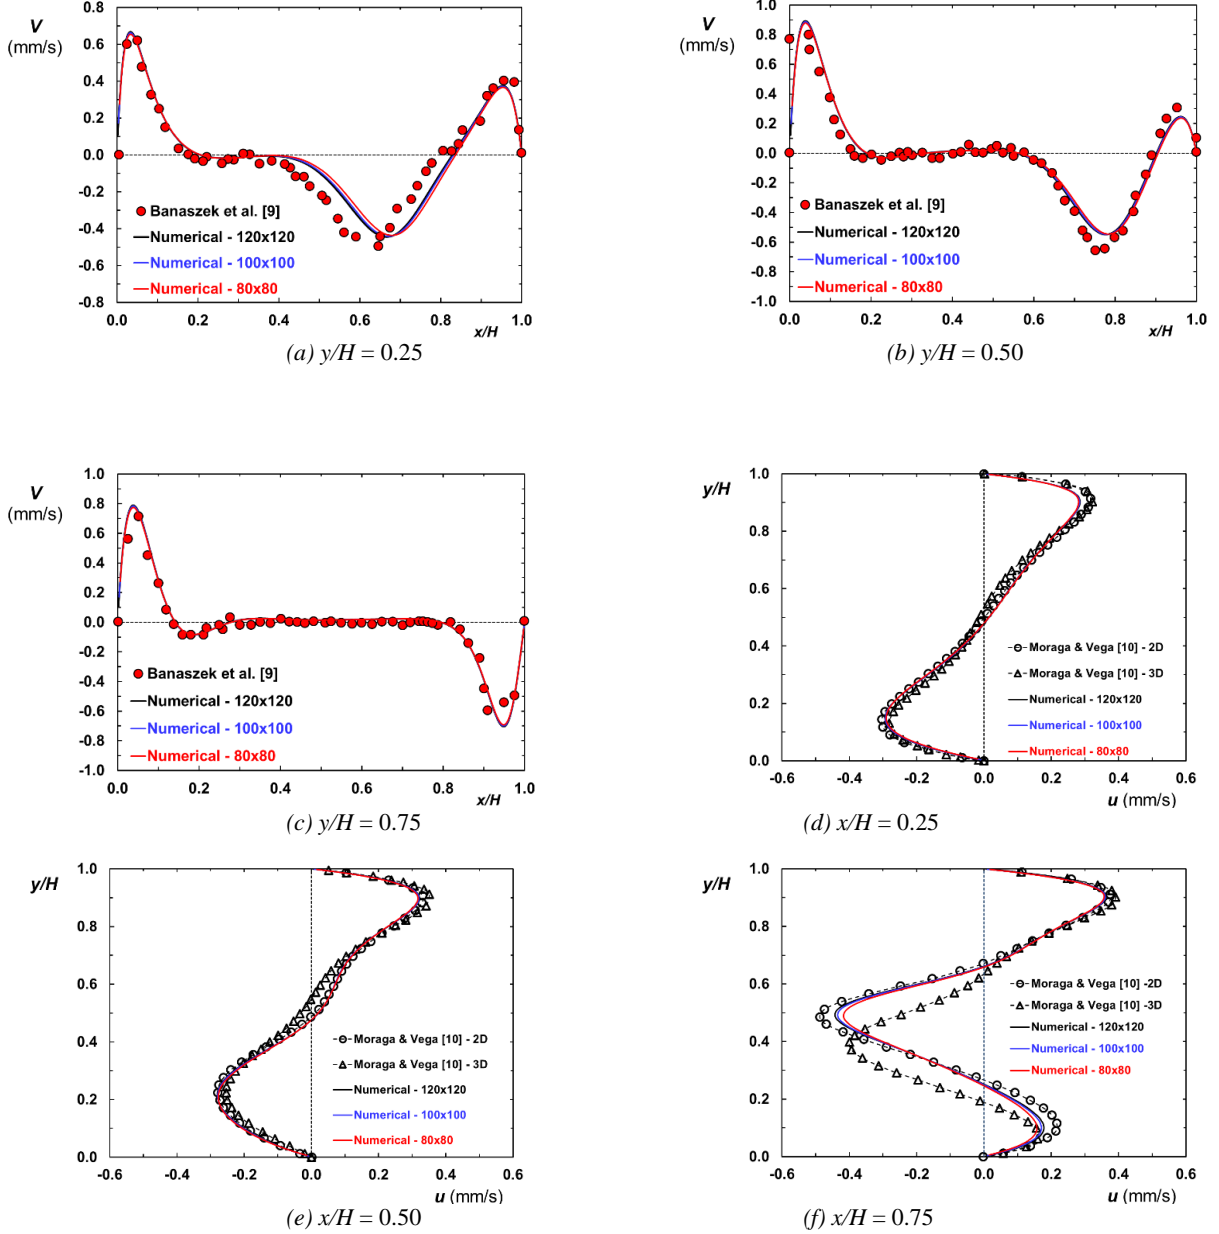 V
(mm/s)
0.8
0.6
0.4
0.2
0.0
-0.2
-0.4
-0.6
-0.8
Banaszek et al. [9]
Numerical - 120x120
Numerical - 100x100
Numerical - 80x80
0.0 0.2 0.4 0.6 0.8 1.0
x/H
(a) y/H = 0.25
V
(mm/s)
1.0
0.8
0.6
0.4
0.2
0.0
-0.2
-0.4
-0.6
-0.8
-1.0
Banaszek et al. [9]
Numerical - 120x120
Numerical - 100x100
Numerical - 80x80
0.0 0.2 0.4 0.6 0.8 1.0
x/H
(b) y/H = 0.50
V
(mm/s)
1.0
0.8
0.6
0.4
0.2
0.0
-0.2
-0.4
-0.6
-0.8
-1.0
Banaszek et al. [9]
Numerical - 120x120
Numerical - 100x100
Numerical - 80x80
0.0 0.2 0.4 0.6 0.8 1.0
x/H
(c) y/H = 0.75
y/H
1.0
0.8
0.6
0.4
0.2
0.0
Moraga & Vega [10] - 2D
Moraga & Vega [10] - 3D
Numerical - 120x120
Numerical - 100x100
Numerical - 80x80
-0.6 -0.4 -0.2 0.0 0.2 0.4 0.6
u (mm/s)
(d) x/H = 0.25
y/H
1.0
0.8
0.6
0.4
0.2
0.0
Moraga & Vega [10] - 2D
Moraga & Vega [10] - 3D
Numerical - 120x120
Numerical - 100x100
Numerical - 80x80
-0.6 -0.4 -0.2 0.0 0.2 0.4 0.6
u (mm/s)
(e) x/H = 0.50
y/H
1.0
0.8
0.6
0.4
0.2
0.0
Moraga & Vega [10] -2D
Moraga & Vega [10] -3D
Numerical - 120x120
Numerical - 100x100
Numerical - 80x80
-0.6 -0.4 -0.2 0.0 0.2 0.4 0.6
u (mm/s)
(f) x/H = 0.75